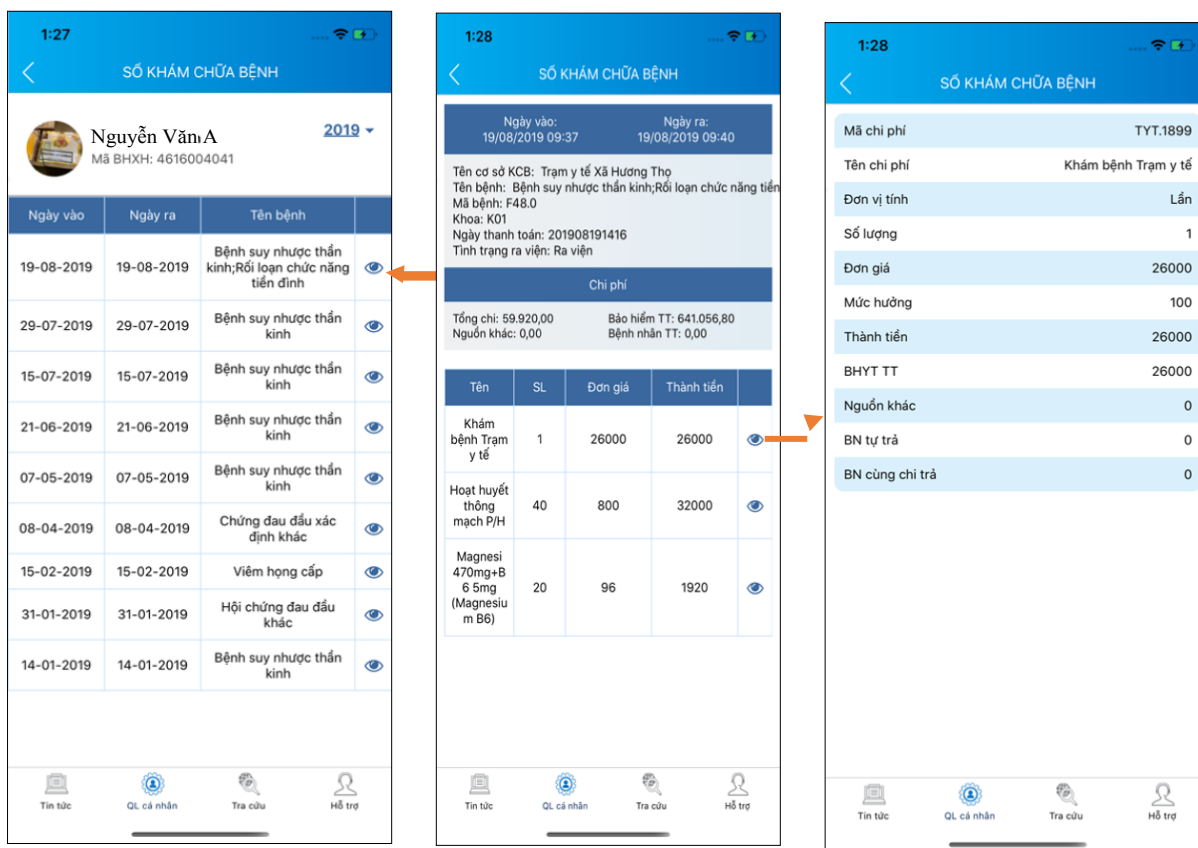 1:27
SỔ KHÁM CHỮA BỆNH
Nguyễn Văn A
2019
Mã BHXH: 4616004041
Ngày vào Ngày ra Tên bệnh
19-08-2019 19-08-2019 Bệnh suy nhược thần kinh;Rối loạn chức năng tiền đình
29-07-2019 29-07-2019 Bệnh suy nhược thần kinh
15-07-2019 15-07-2019 Bệnh suy nhược thần kinh
21-06-2019 21-06-2019 Bệnh suy nhược thần kinh
07-05-2019 07-05-2019 Bệnh suy nhược thần kinh
08-04-2019 08-04-2019 Chứng đau đầu xác định khác
15-02-2019 15-02-2019 Viêm họng cấp
31-01-2019 31-01-2019 Hội chứng đau đầu khác
14-01-2019 14-01-2019 Bệnh suy nhược thần kinh
Tin tức QL cá nhân Tra cứu Hỗ trợ
1:28
SỔ KHÁM CHỮA BỆNH
Ngày vào: Ngày ra:
19/08/2019 09:37 19/08/2019 09:40
Tên cơ sở KCB: Trạm y tế Xã Hương Thọ
Tên bệnh: Bệnh suy nhược thần kinh;Rối loạn chức năng tiền
Mã bệnh: F48.0
Khoa: K01
Ngày thanh toán: 201908191416
Tình trạng ra viện: Ra viện
Chi phí
Tổng chi: 59.920,00 Bảo hiểm TT: 641.056,80
Nguồn khác: 0,00 Bệnh nhân TT: 0,00
Tên SL Đơn giá Thành tiền
Khám bệnh Trạm y tế 1 26000 26000
Hoạt huyết thông mạch P/H 40 800 32000
Magnesi 470mg+B6 5mg (Magnesium B6) 20 96 1920
Tin tức QL cá nhân Tra cứu Hỗ trợ
1:28
SỔ KHÁM CHỮA BỆNH
Mã chi phí TYT.1899
Tên chi phí Khám bệnh Trạm y tế
Đơn vị tính Lần
Số lượng 1
Đơn giá 26000
Mức hưởng 100
Thành tiền 26000
BHYT TT 26000
Nguồn khác 0
BN tự trả 0
BN cùng chi trả 0
Tin tức QL cá nhân Tra cứu Hỗ trợ